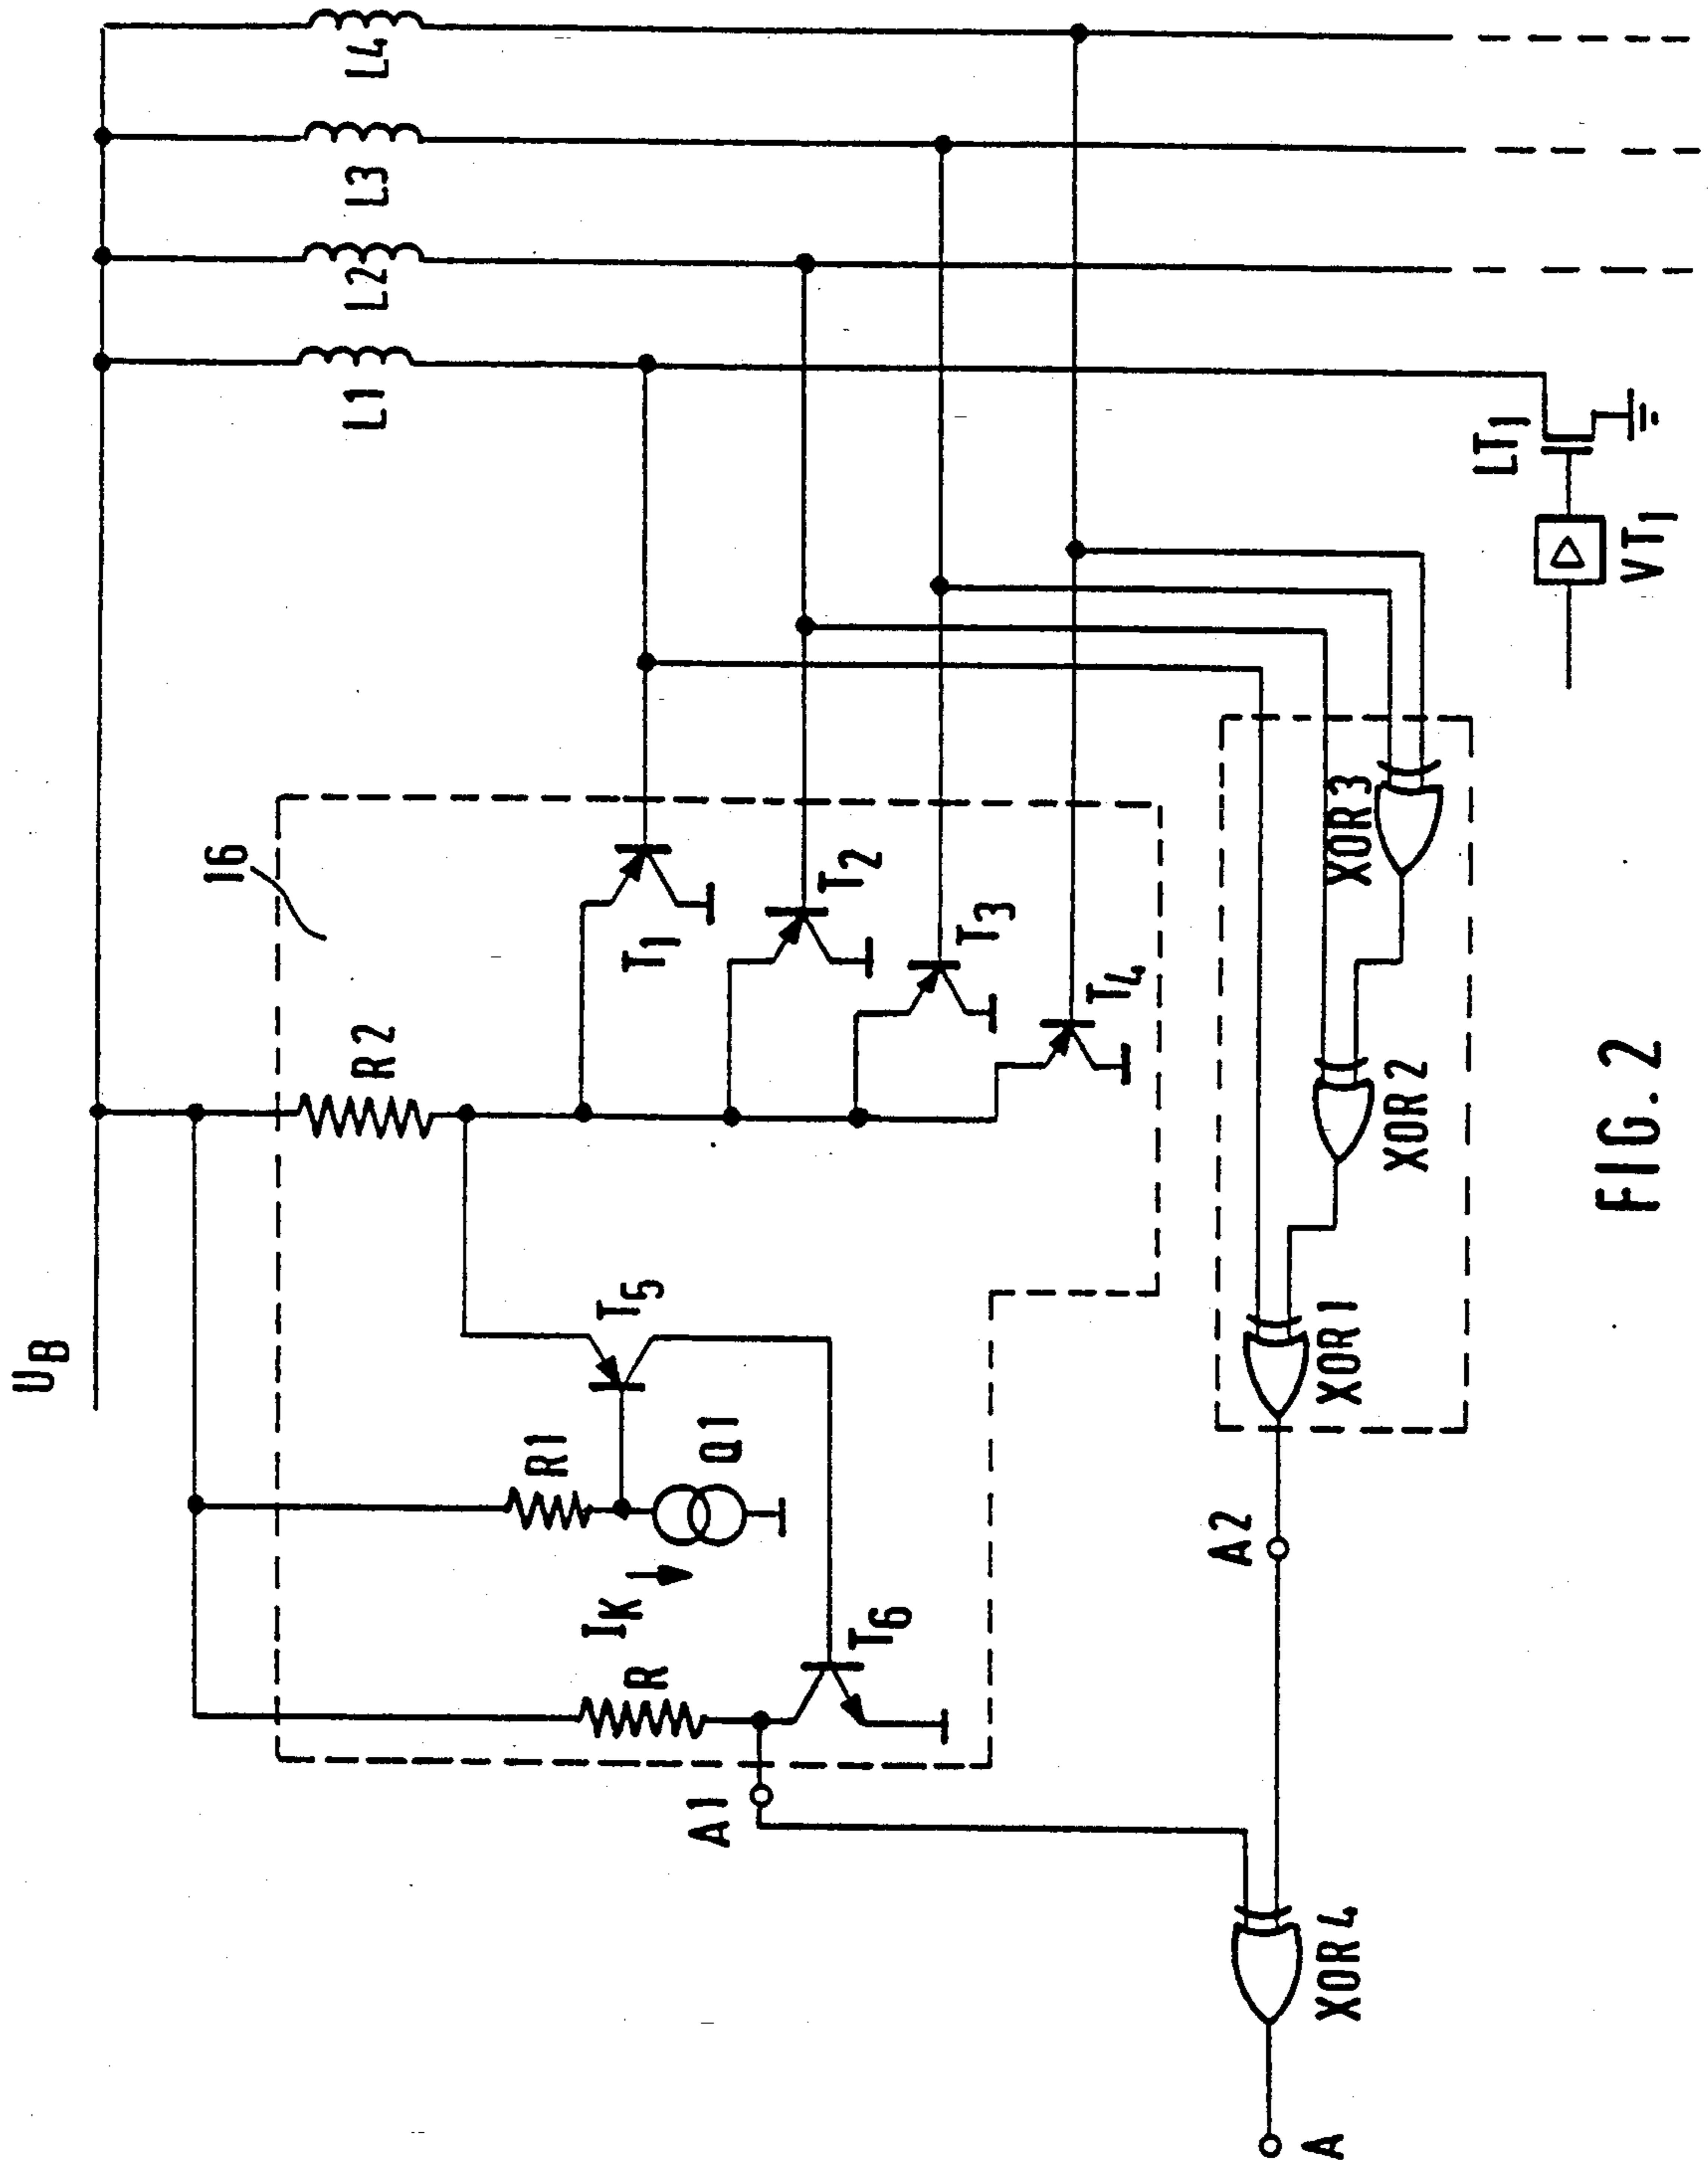 U_B
16
L4
L3
L2
L1
R2
R1
R
I_K
Q1
T5
T6
T1
T2
T3
T4
A1
A2
XOR 3
XOR 2
XOR 1
XOR 4
A
LT1
VT1
FIG. 2